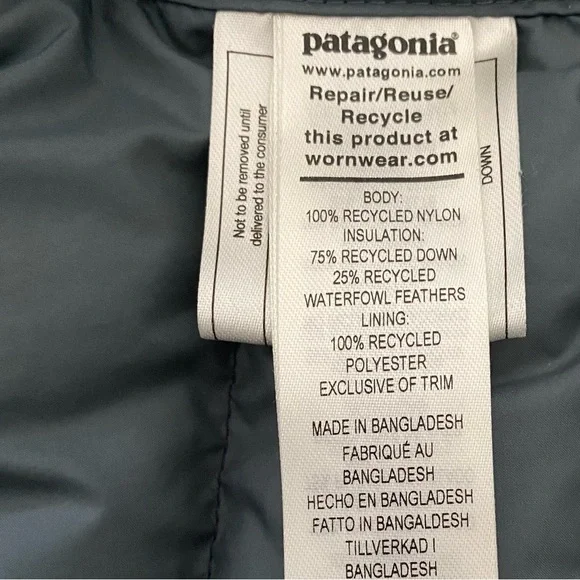 patagonia®
www.patagonia.com
Repair/Reuse/
Recycle
this product at
wornwear.com
BODY:
100% RECYCLED NYLON
INSULATION:
75% RECYCLED DOWN
25% RECYCLED
WATERFOWL FEATHERS
LINING:
100% RECYCLED
POLYESTER
EXCLUSIVE OF TRIM
MADE IN BANGLADESH
FABRIQUÉ AU
BANGLADESH
HECHO EN BANGLADESH
FATTO IN BANGALDESH
TILLVERKAD I
BANGLADESH
Not to be removed until
delivered to the consumer
DOWN